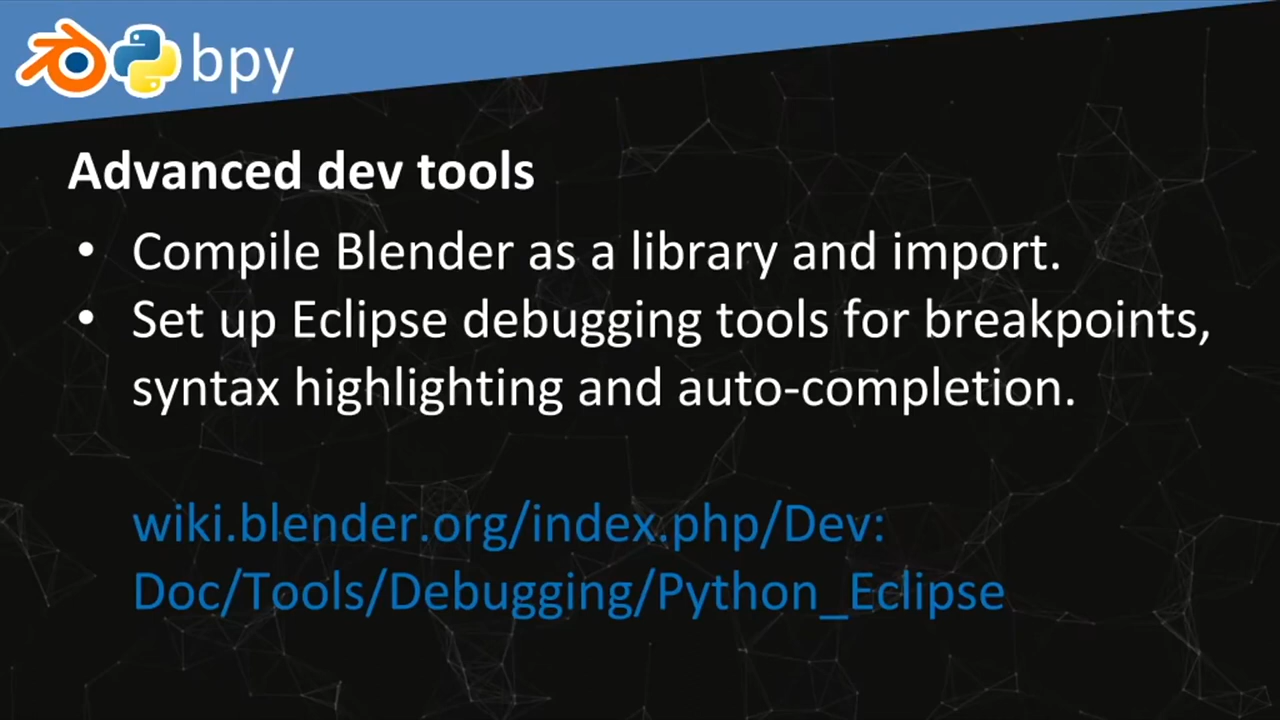 bpy
Advanced dev tools
• Compile Blender as a library and import.
• Set up Eclipse debugging tools for breakpoints,
syntax highlighting and auto-completion.
wiki.blender.org/index.php/Dev:
Doc/Tools/Debugging/Python_Eclipse